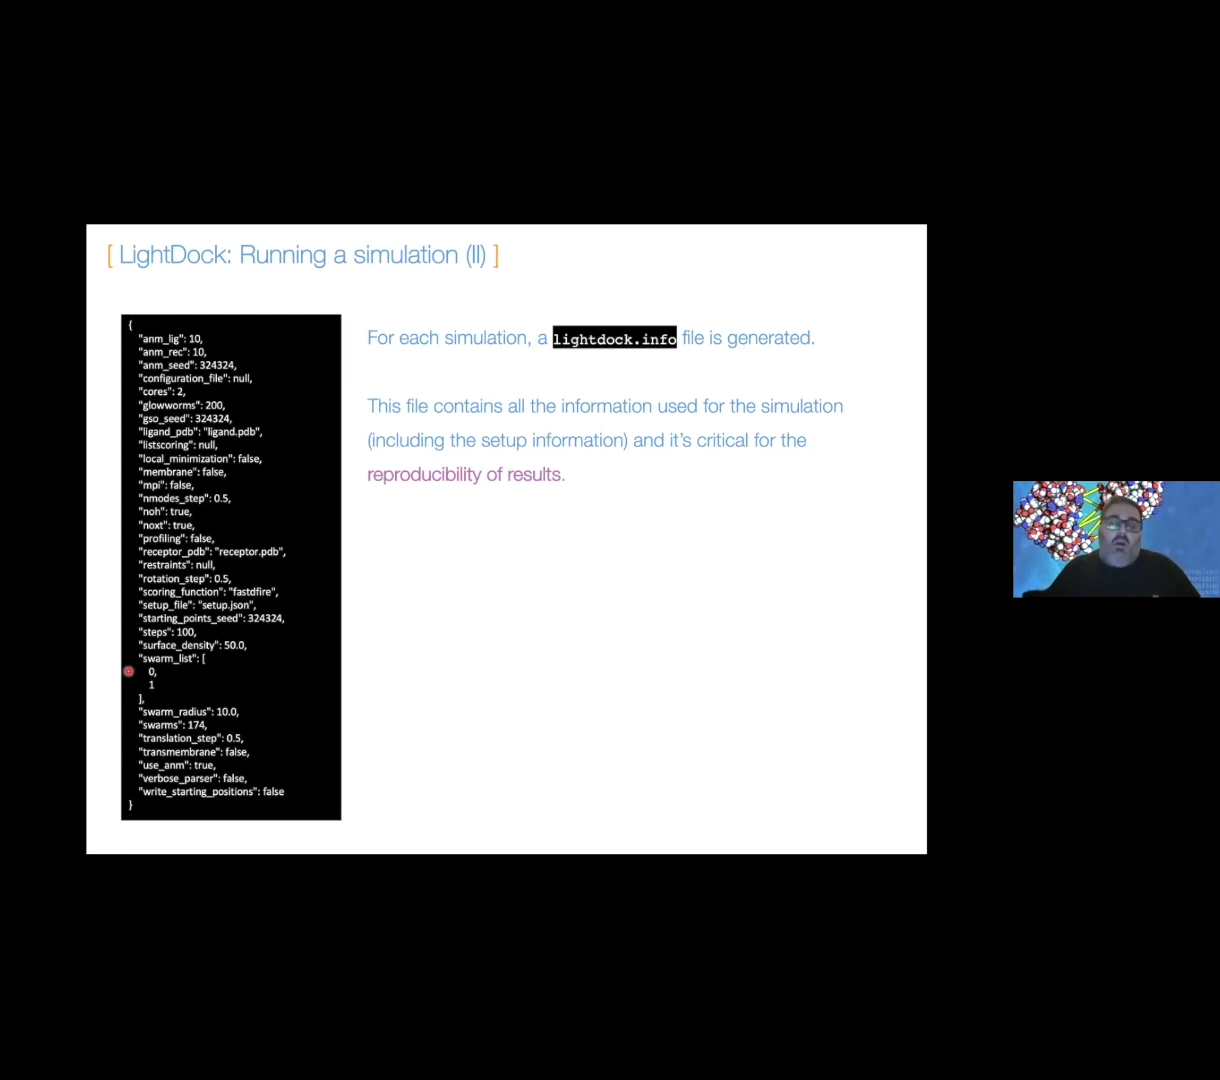 [ LightDock: Running a simulation (II) ]
{
"anm_lig": 10,
"anm_rec": 10,
"anm_seed": 324324,
"configuration_file": null,
"cores": 2,
"glowworms": 200,
"gso_seed": 324324,
"ligand_pdb": "ligand.pdb",
"listscoring": null,
"local_minimization": false,
"membrane": false,
"mpi": false,
"nmodes_step": 0.5,
"noh": true,
"noxt": true,
"profiling": false,
"receptor_pdb": "receptor.pdb",
"restraints": null,
"rotation_step": 0.5,
"scoring_function": "fastdfire",
"setup_file": "setup.json",
"starting_points_seed": 324324,
"steps": 100,
"surface_density": 50.0,
"swarm_list": [
0,
1
],
"swarm_radius": 10.0,
"swarms": 174,
"translation_step": 0.5,
"transmembrane": false,
"use_anm": true,
"verbose_parser": false,
"write_starting_positions": false
}
For each simulation, a lightdock.info file is generated.
This file contains all the information used for the simulation
(including the setup information) and it's critical for the
reproducibility of results.